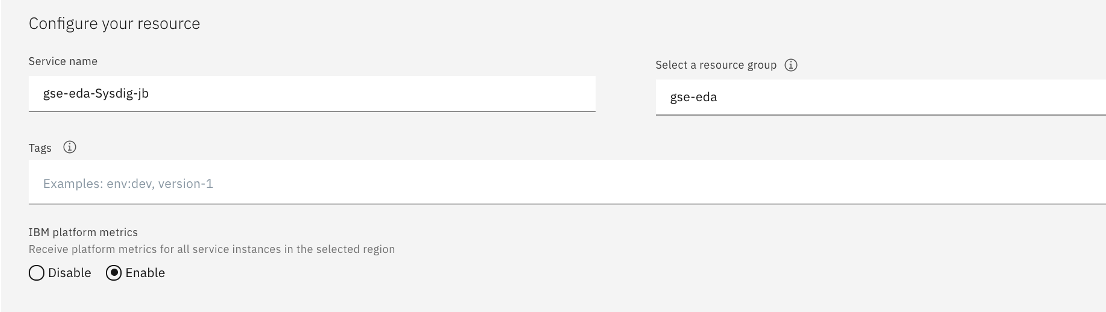 Configure your resource
Service name
gse-eda-Sysdig-jb
Select a resource group
gse-eda
Tags
Examples: env:dev, version-1
IBM platform metrics
Receive platform metrics for all service instances in the selected region
Disable Enable